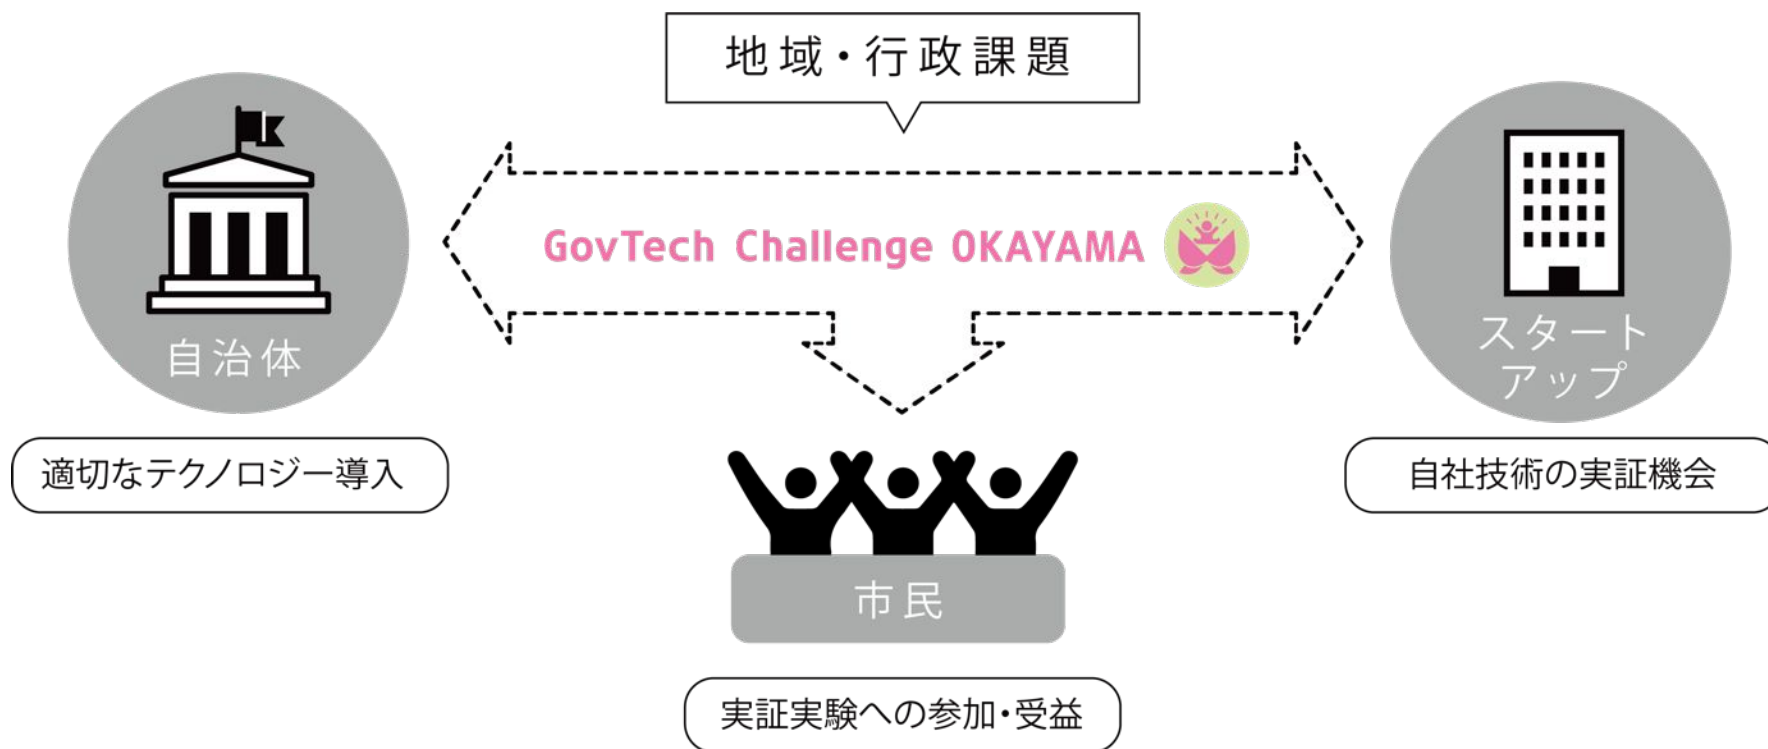 地域・行政課題
GovTech Challenge OKAYAMA
自治体
スタート
アップ
適切なテクノロジー導入
自社技術の実証機会
市民
実証実験への参加・受益